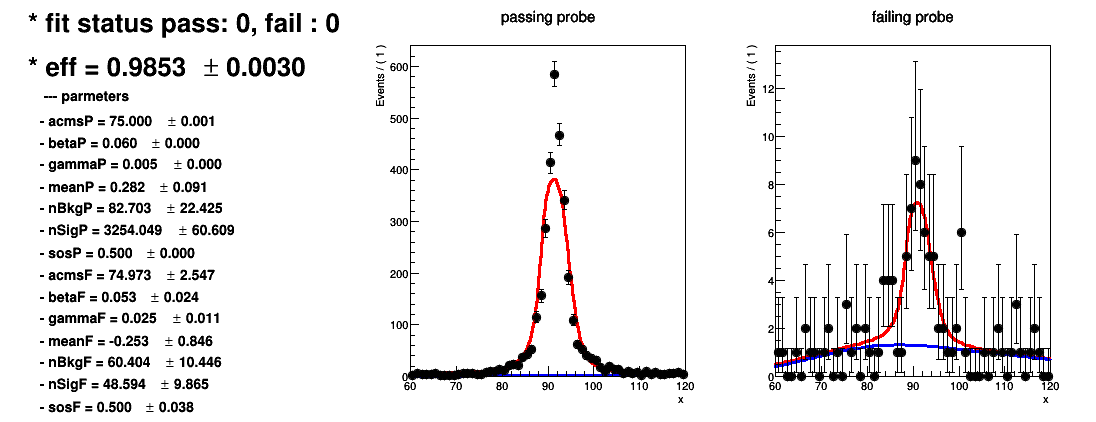 * fit status pass: 0, fail : 0
* eff = 0.9853 ± 0.0030
--- parmeters
- acmsP = 75.000 ± 0.001
- betaP = 0.060 ± 0.000
- gammaP = 0.005 ± 0.000
- meanP = 0.282 ± 0.091
- nBkgP = 82.703 ± 22.425
- nSigP = 3254.049 ± 60.609
- sosP = 0.500 ± 0.000
- acmsF = 74.973 ± 2.547
- betaF = 0.053 ± 0.024
- gammaF = 0.025 ± 0.011
- meanF = -0.253 ± 0.846
- nBkgF = 60.404 ± 10.446
- nSigF = 48.594 ± 9.865
- sosF = 0.500 ± 0.038
passing probe
Events / ( 1 )
600
500
400
300
200
100
0
60 70 80 90 100 110 120
x
failing probe
Events / ( 1 )
12
10
8
6
4
2
0
60 70 80 90 100 110 120
x